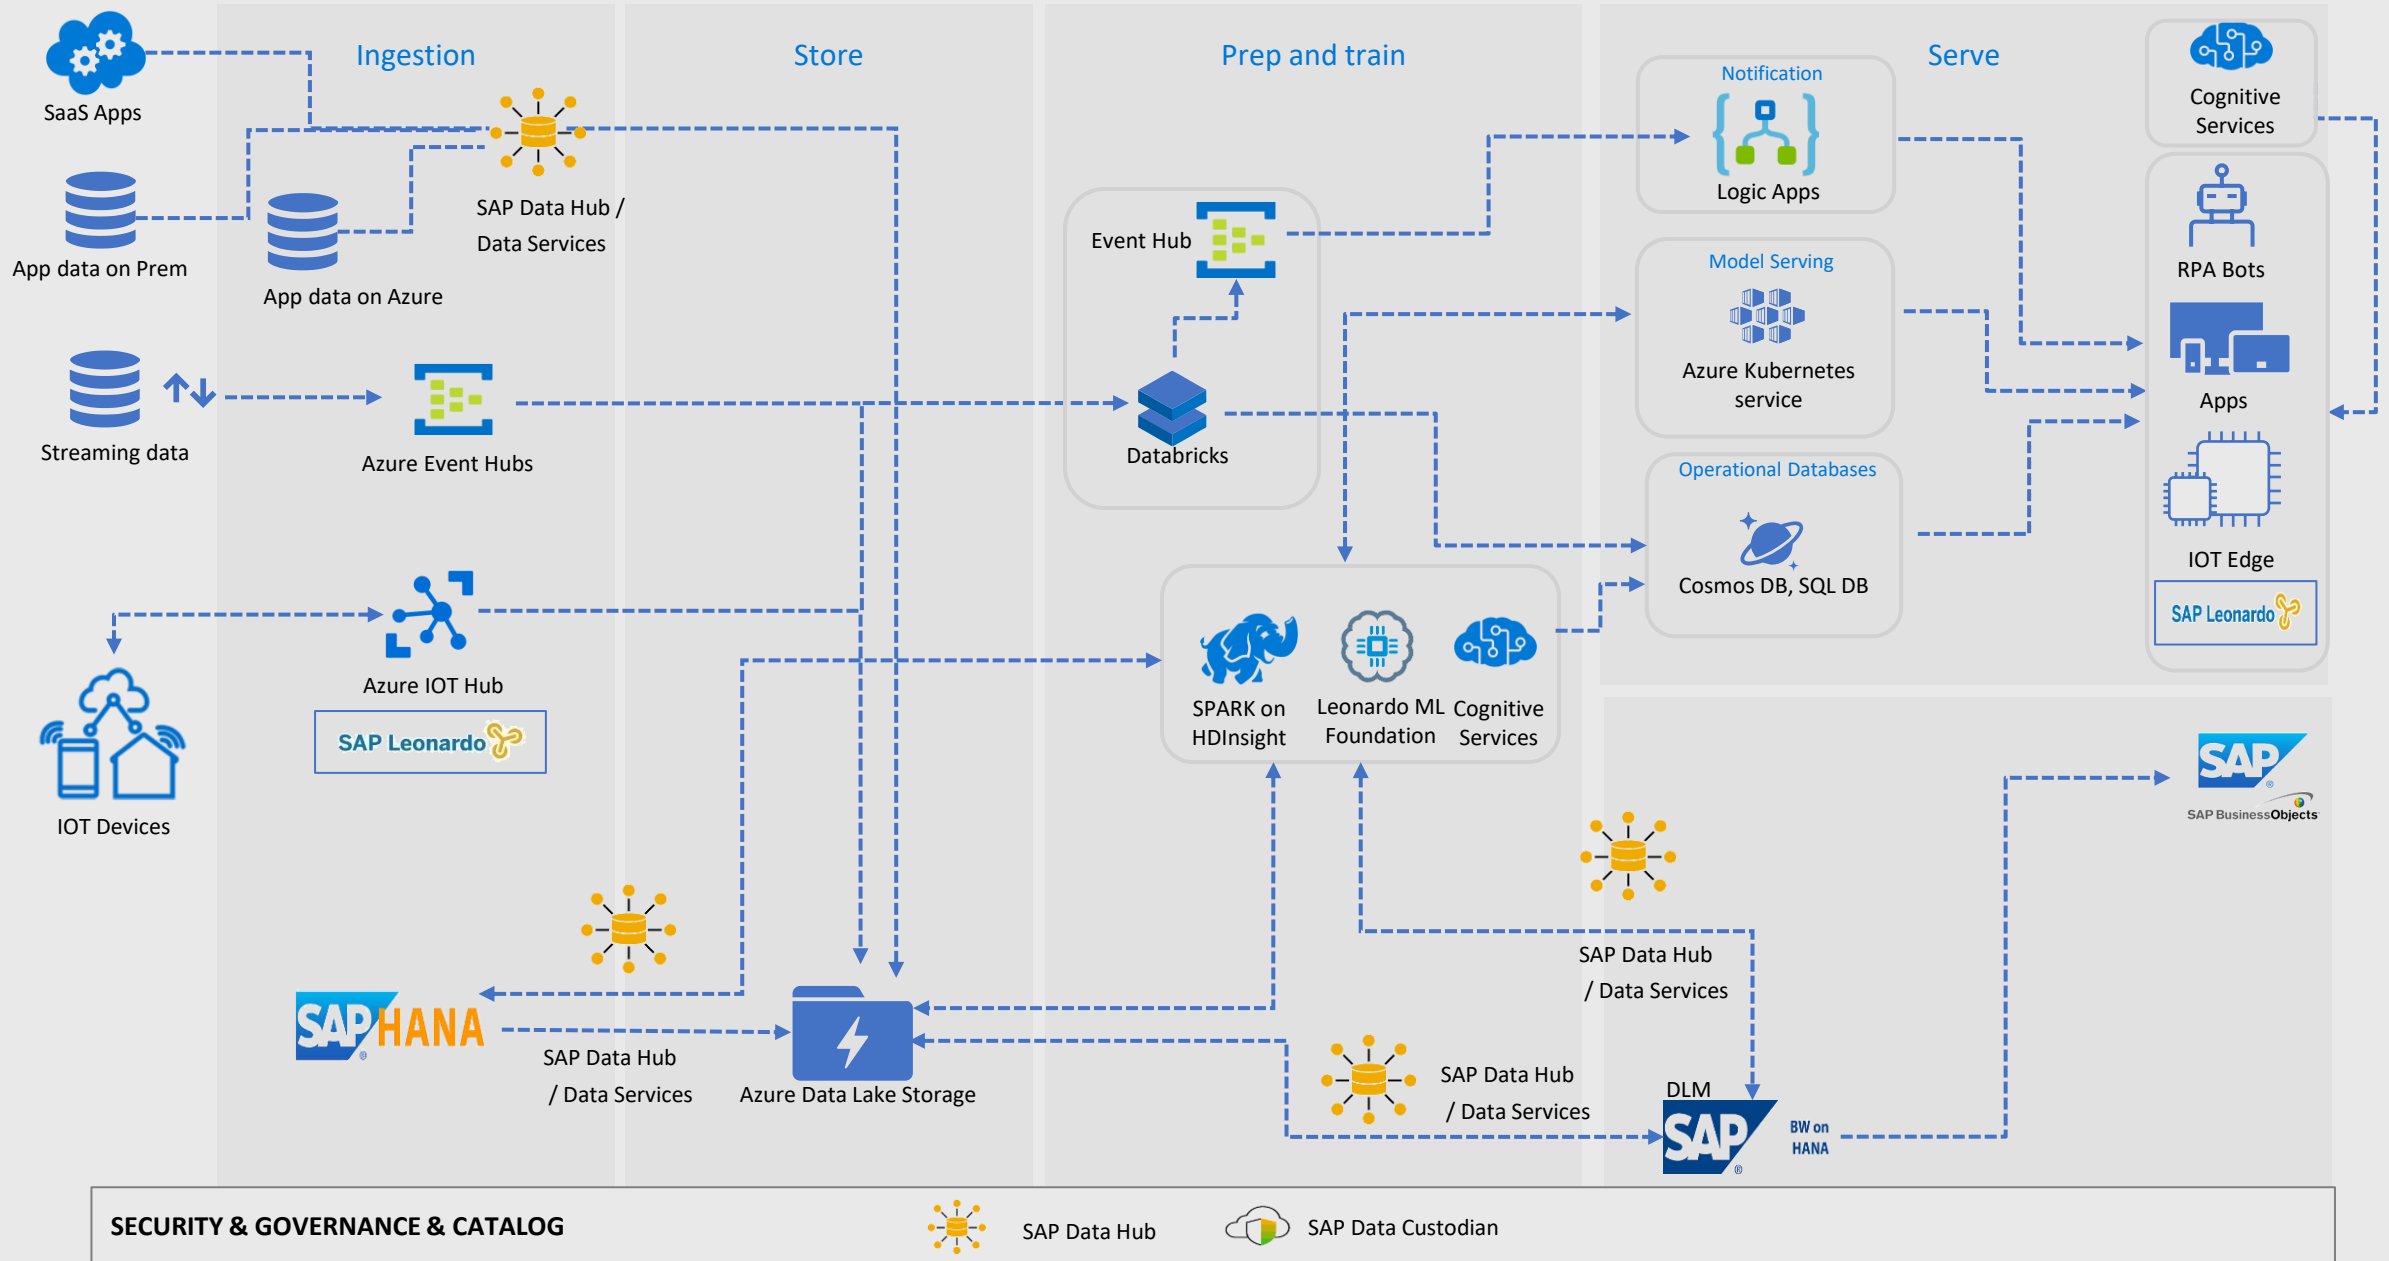 Ingestion
Store
Prep and train
Serve
SaaS Apps
SAP Data Hub /
Data Services
App data on Prem
App data on Azure
Streaming data
Azure Event Hubs
Azure IOT Hub
SAP Leonardo
IOT Devices
SAP HANA
®
SAP Data Hub
/ Data Services
Azure Data Lake Storage
Event Hub
Databricks
SPARK on
HDInsight
Leonardo ML
Foundation
Cognitive
Services
SAP Data Hub
/ Data Services
Notification
Logic Apps
Model Serving
Azure Kubernetes
service
Operational Databases
Cosmos DB, SQL DB
Cognitive
Services
RPA Bots
Apps
IOT Edge
SAP Leonardo
SAP
®
SAP BusinessObjects
SAP Data Hub
/ Data Services
DLM
SAP
®
BW on
HANA
SECURITY & GOVERNANCE & CATALOG
SAP Data Hub
SAP Data Custodian